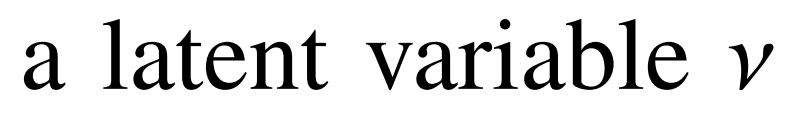 a latent variable ν